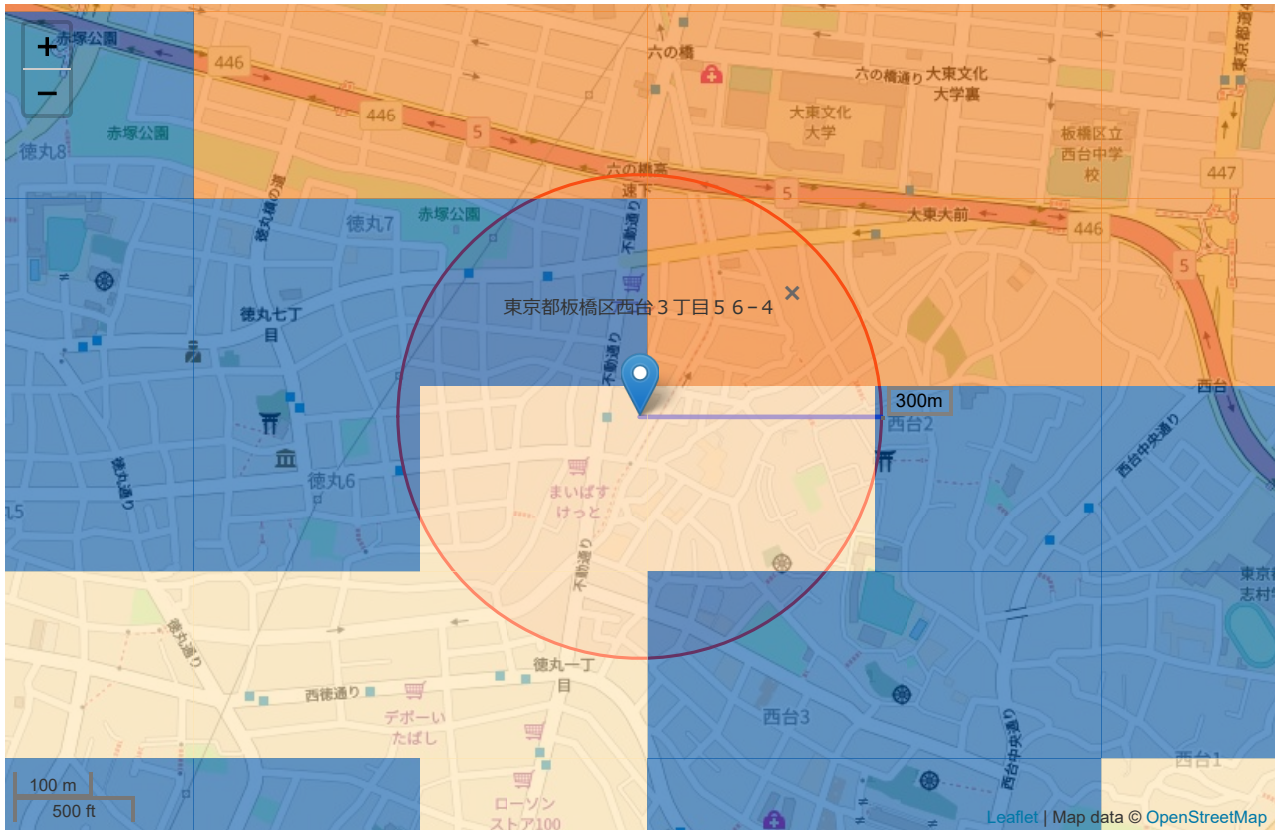 +
−
赤塚公園
446
赤塚公園
徳丸8
446
5
六の橋
六の橋通り
大東文化
大学裏
大東文化
大学
板橋区立
西台中学
校
447
六の橋高
速下
5
大東大前
446
5
徳丸槙の道
徳丸7
赤塚公園
不動通り
東京都板橋区西台3丁目56−4
×
徳丸七丁
目
不動通り
300m
西台2
西台
西台中央通り
徳丸通り
徳丸6
まいばす
けっと
不動通り
徳丸通り
徳丸一丁
目
西徳通り
デポーい
たばし
西台3
西台中央通り
西台1
ローソン
ストア100
100 m
500 ft
Leaflet | Map data © OpenStreetMap